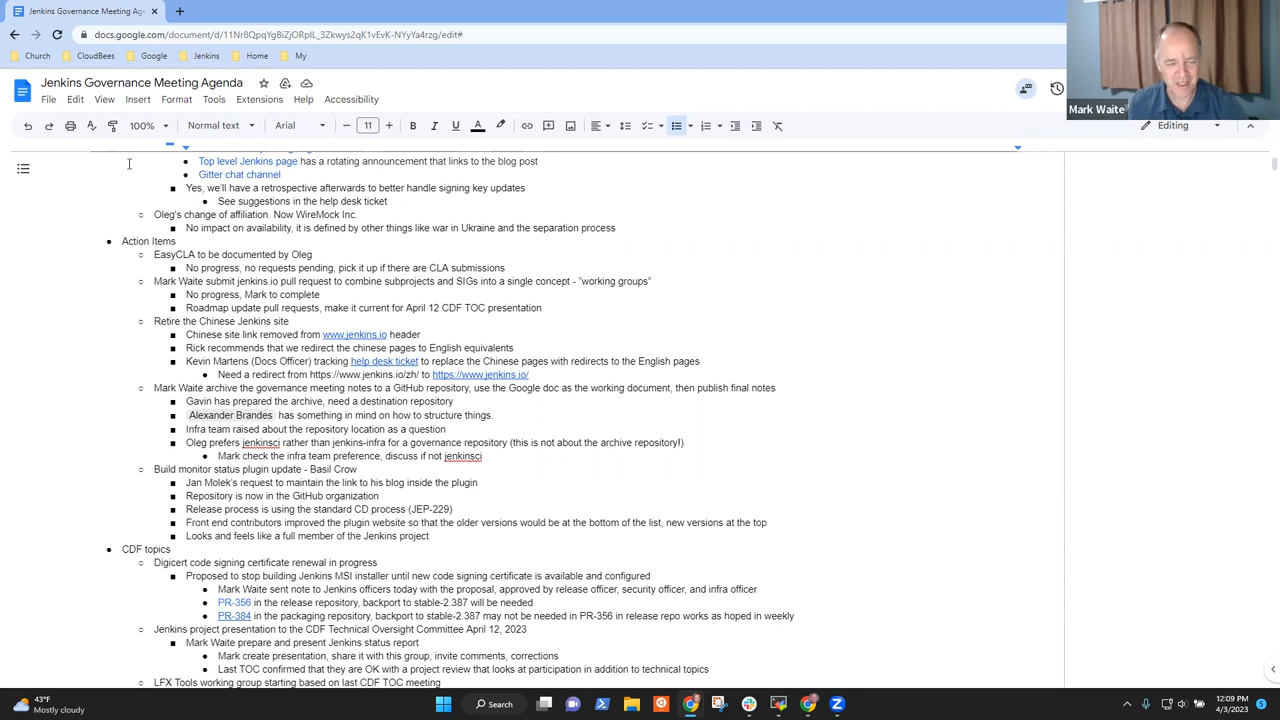 Jenkins Governance Meeting Age
docs.google.com/document/d/11Nr8QpqYgBiZjORplL_3Zkwys2qK1vEvK-NYyYa4rzg/edit#
Church CloudBees Google Jenkins Home My
Jenkins Governance Meeting Agenda
File Edit View Insert Format Tools Extensions Help Accessibility
Mark Waite
100% Normal text Arial 11 B I U A Editing
Top level Jenkins page has a rotating announcement that links to the blog post
Gitter chat channel
Yes, we'll have a retrospective afterwards to better handle signing key updates
See suggestions in the help desk ticket
Oleg's change of affiliation. Now WireMock Inc.
No impact on availability, it is defined by other things like war in Ukraine and the separation process
Action Items
EasyCLA to be documented by Oleg
No progress, no requests pending, pick it up if there are CLA submissions
Mark Waite submit jenkins.io pull request to combine subprojects and SIGs into a single concept - “working groups”
No progress, Mark to complete
Roadmap update pull requests, make it current for April 12 CDF TOC presentation
Retire the Chinese Jenkins site
Chinese site link removed from www.jenkins.io header
Rick recommends that we redirect the chinese pages to English equivalents
Kevin Martens (Docs Officer) tracking help desk ticket to replace the Chinese pages with redirects to the English pages
Need a redirect from https://www.jenkins.io/zh/ to https://www.jenkins.io/
Mark Waite archive the governance meeting notes to a GitHub repository, use the Google doc as the working document, then publish final notes
Gavin has prepared the archive, need a destination repository
Alexander Brandes has something in mind on how to structure things.
Infra team raised about the repository location as a question
Oleg prefers jenkinsci rather than jenkins-infra for a governance repository (this is not about the archive repository!)
Mark check the infra team preference, discuss if not jenkinsci
Build monitor status plugin update - Basil Crow
Jan Molek's request to maintain the link to his blog inside the plugin
Repository is now in the GitHub organization
Release process is using the standard CD process (JEP-229)
Front end contributors improved the plugin website so that the older versions would be at the bottom of the list, new versions at the top
Looks and feels like a full member of the Jenkins project
CDF topics
Digicert code signing certificate renewal in progress
Proposed to stop building Jenkins MSI installer until new code signing certificate is available and configured
Mark Waite sent note to Jenkins officers today with the proposal, approved by release officer, security officer, and infra officer
PR-356 in the release repository, backport to stable-2.387 will be needed
PR-384 in the packaging repository, backport to stable-2.387 may not be needed in PR-356 in release repo works as hoped in weekly
Jenkins project presentation to the CDF Technical Oversight Committee April 12, 2023
Mark Waite prepare and present Jenkins status report
Mark create presentation, share it with this group, invite comments, corrections
Last TOC confirmed that they are OK with a project review that looks at participation in addition to technical topics
LFX Tools working group starting based on last CDF TOC meeting
43°F
Mostly cloudy
Search
12:09 PM
4/3/2023